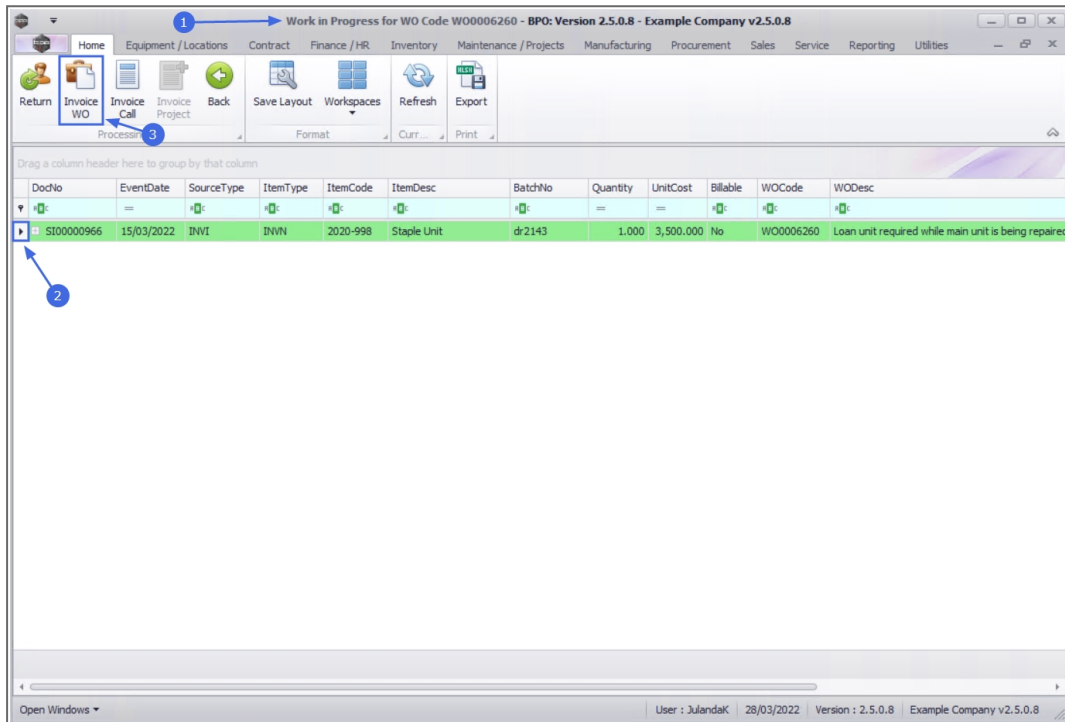 1
Work in Progress for WO Code WO0006260 - BPO: Version 2.5.0.8 - Example Company v2.5.0.8
Home Equipment / Locations Contract Finance / HR Inventory Maintenance / Projects Manufacturing Procurement Sales Service Reporting Utilities
Return Invoice WO Invoice Call Invoice Project Back Save Layout Workspaces Refresh Export
3
Format Curr... Print
Drag a column header here to group by that column
DocNo EventDate SourceType ItemType ItemCode ItemDesc BatchNo Quantity UnitCost Billable WOCode WODesc
= = =
SI00000966 15/03/2022 INVI INVN 2020-998 Staple Unit dr2143 1.000 3,500.000 No WO0006260 Loan unit required while main unit is being repaired
2
Open Windows User : JulandaK 28/03/2022 Version : 2.5.0.8 Example Company v2.5.0.8